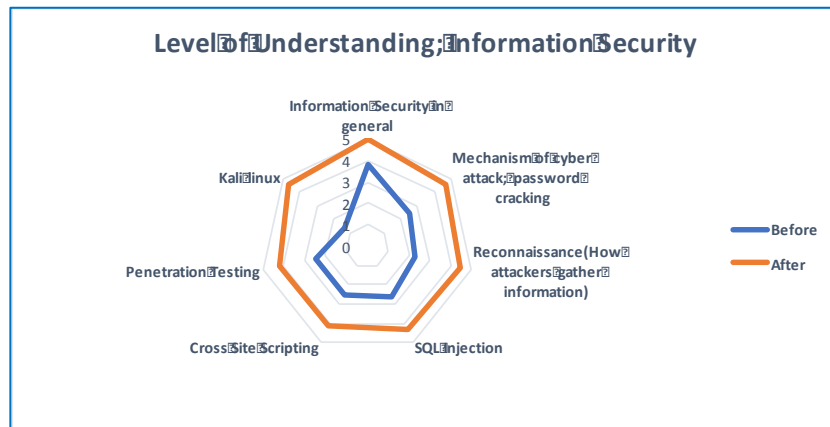 Level of Understanding; Information Security
Information Security in
general
5
4
3
2
1
0
Mechanism of cyber
attack; password
cracking
Reconnaissance(How
attackers gather
information)
SQL Injection
Cross Site Scripting
Penetration Testing
Kali linux
Before
After